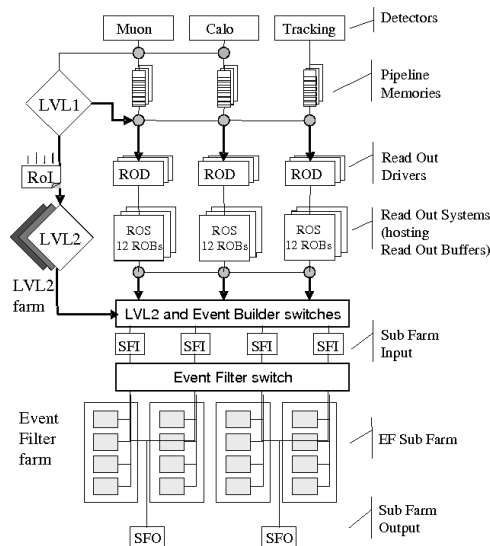 Muon
Calo
Tracking
Detectors
LVL1
Pipeline
Memories
RoI
ROD
ROD
ROD
Read Out
Drivers
LVL2
ROS
12 ROBs
ROS
12 ROBs
ROS
12 ROBs
Read Out Systems
(hosting
Read Out Buffers)
LVL2
farm
LVL2 and Event Builder switches
SFI
SFI
SFI
SFI
Sub Farm
Input
Event Filter switch
Event
Filter
farm
EF Sub Farm
SFO
SFO
Sub Farm
Output